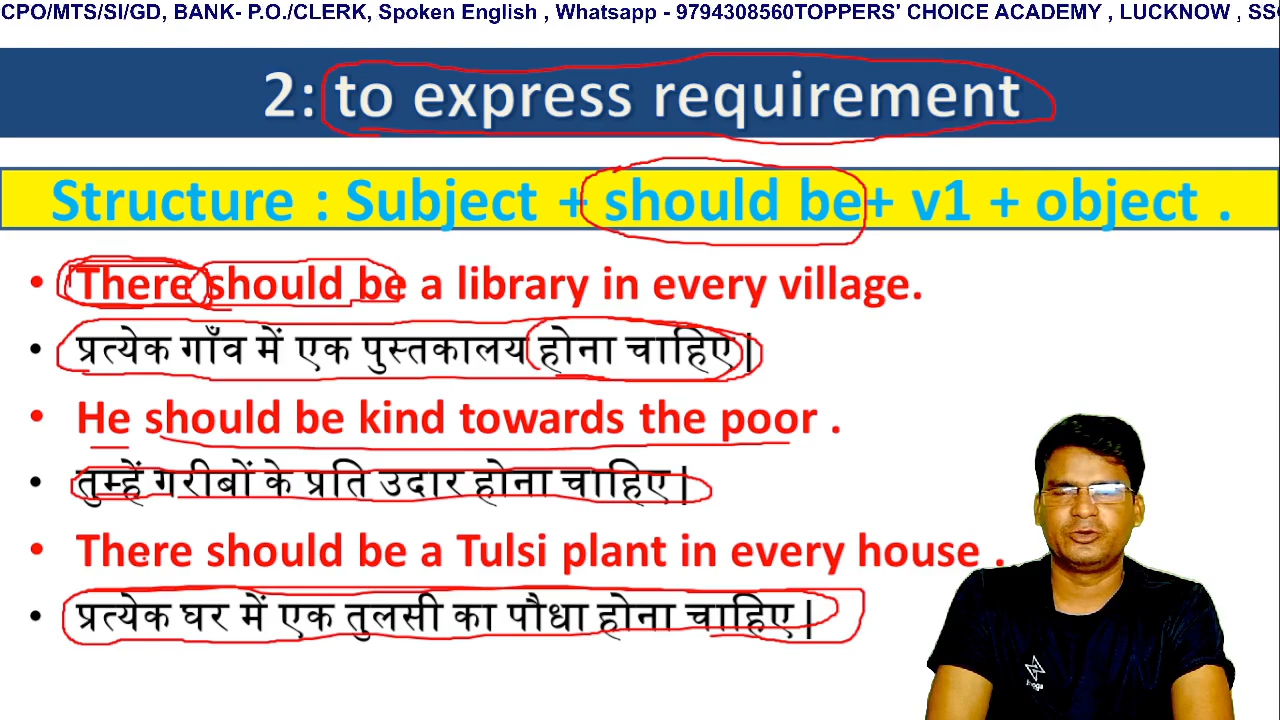 CPO/MTS/SI/GD, BANK- P.O./CLERK, Spoken English , Whatsapp - 9794308560TOPPERS' CHOICE ACADEMY , LUCKNOW , SS
2: to express requirement
Structure : Subject + should be+ v1 + object .
• There should be a library in every village.
• प्रत्येक गाँव में एक पुस्तकालय होना चाहिए |
• He should be kind towards the poor .
• तुम्हें गरीबों के प्रति उदार होना चाहिए |
• There should be a Tulsi plant in every house .
• प्रत्येक घर में एक तुलसी का पौधा होना चाहिए |